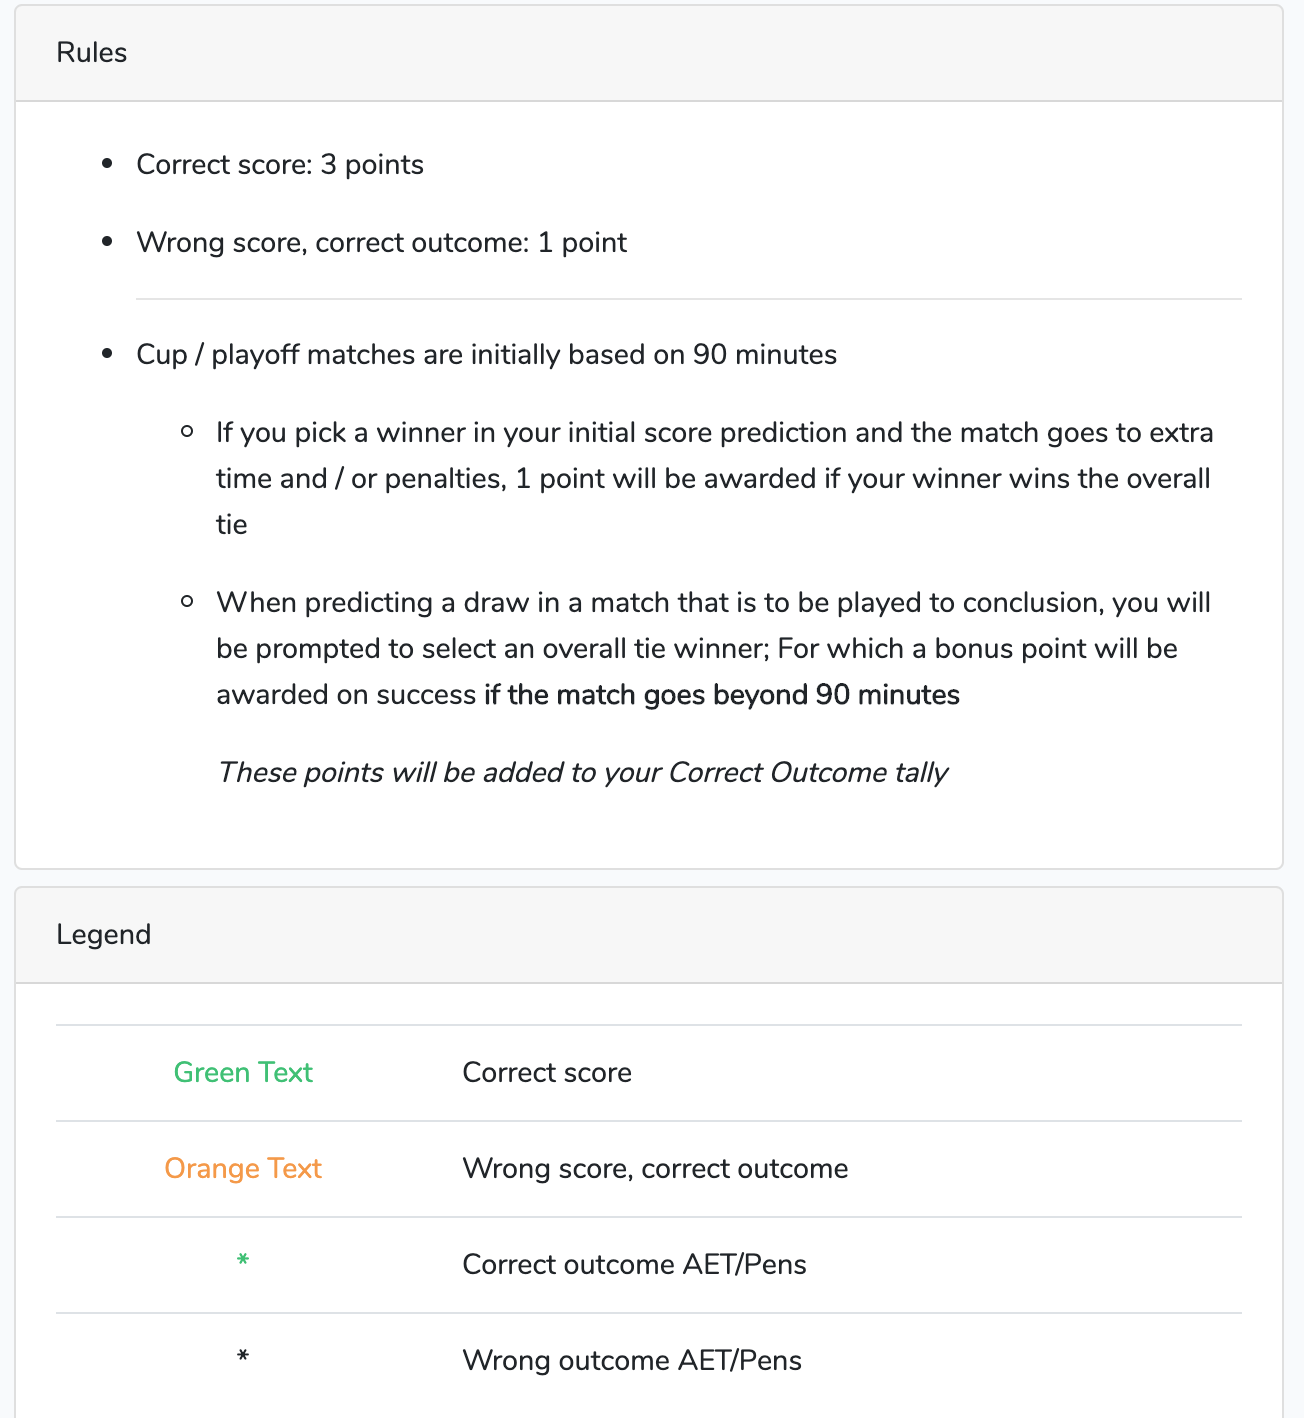 Rules
Correct score: 3 points
Wrong score, correct outcome: 1 point
Cup / playoff matches are initially based on 90 minutes
If you pick a winner in your initial score prediction and the match goes to extra
time and / or penalties, 1 point will be awarded if your winner wins the overall
tie
When predicting a draw in a match that is to be played to conclusion, you will
be prompted to select an overall tie winner; For which a bonus point will be
awarded on success if the match goes beyond 90 minutes
These points will be added to your Correct Outcome tally
Legend
Green Text Correct score
Orange Text Wrong score, correct outcome
* Correct outcome AET/Pens
* Wrong outcome AET/Pens